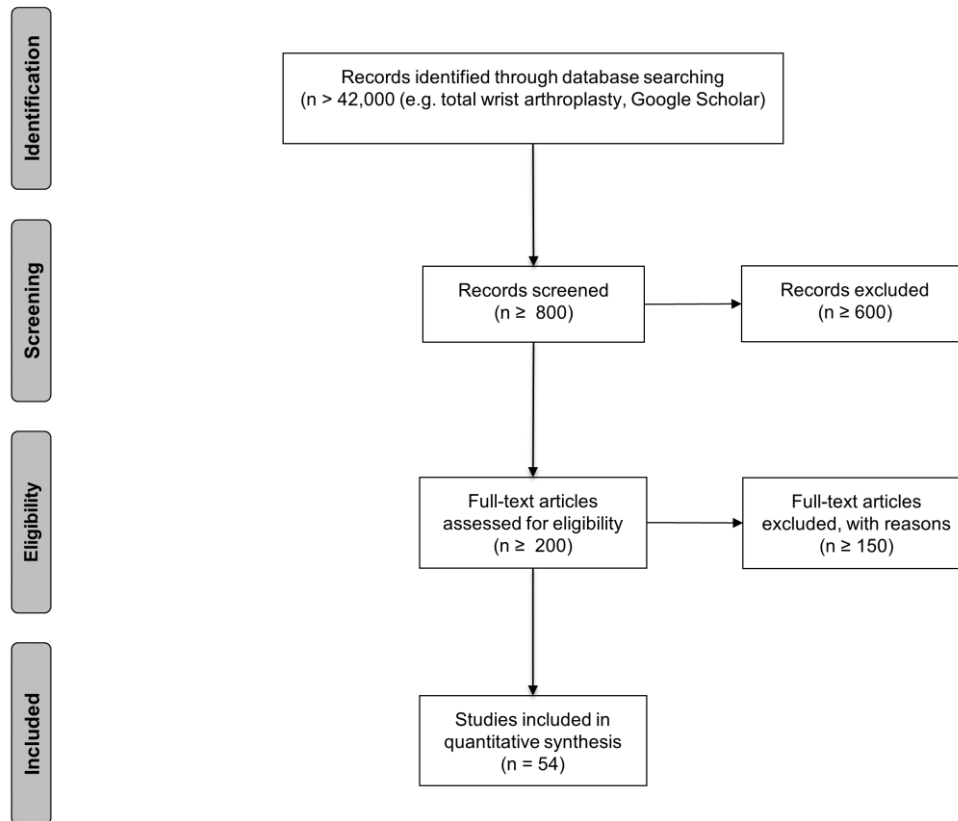 Identification
Records identified through database searching
(n > 42,000 (e.g. total wrist arthroplasty, Google Scholar)
Screening
Records screened
(n ≥ 800)
Records excluded
(n ≥ 600)
Eligibility
Full-text articles
assessed for eligibility
(n ≥ 200)
Full-text articles
excluded, with reasons
(n ≥ 150)
Included
Studies included in
quantitative synthesis
(n = 54)